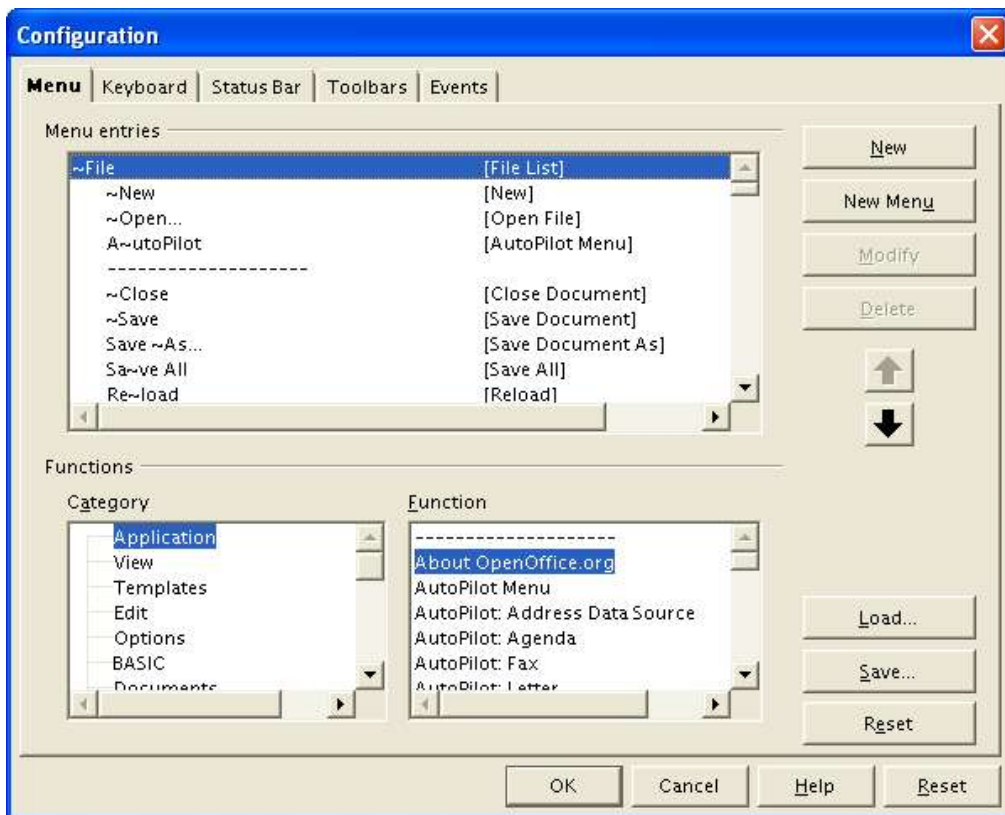 Configuration
Menu Keyboard Status Bar Toolbars Events
Menu entries
~File [File List]
~New [New]
~Open... [Open File]
A~utoPilot [AutoPilot Menu]
--------------------
~Close [Close Document]
~Save [Save Document]
Save ~As... [Save Document As]
Sa~ve All [Save All]
Re~load [Reload]
New
New Menu
Modify
Delete
Functions
Category
Application
View
Templates
Edit
Options
BASIC
Documents
Function
--------------------
About OpenOffice.org
AutoPilot Menu
AutoPilot: Address Data Source
AutoPilot: Agenda
AutoPilot: Fax
AutoPilot: Letter
Load...
Save...
Reset
OK Cancel Help Reset